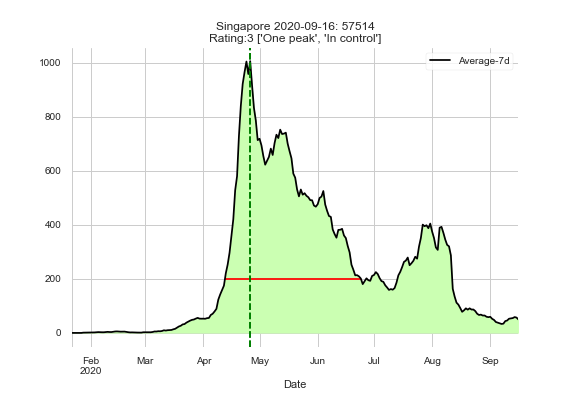 Singapore 2020-09-16: 57514
Rating:3 ['One peak', 'In control']
Average-7d
1000
800
600
400
200
0
Feb Mar Apr May Jun Jul Aug Sep
2020
Date